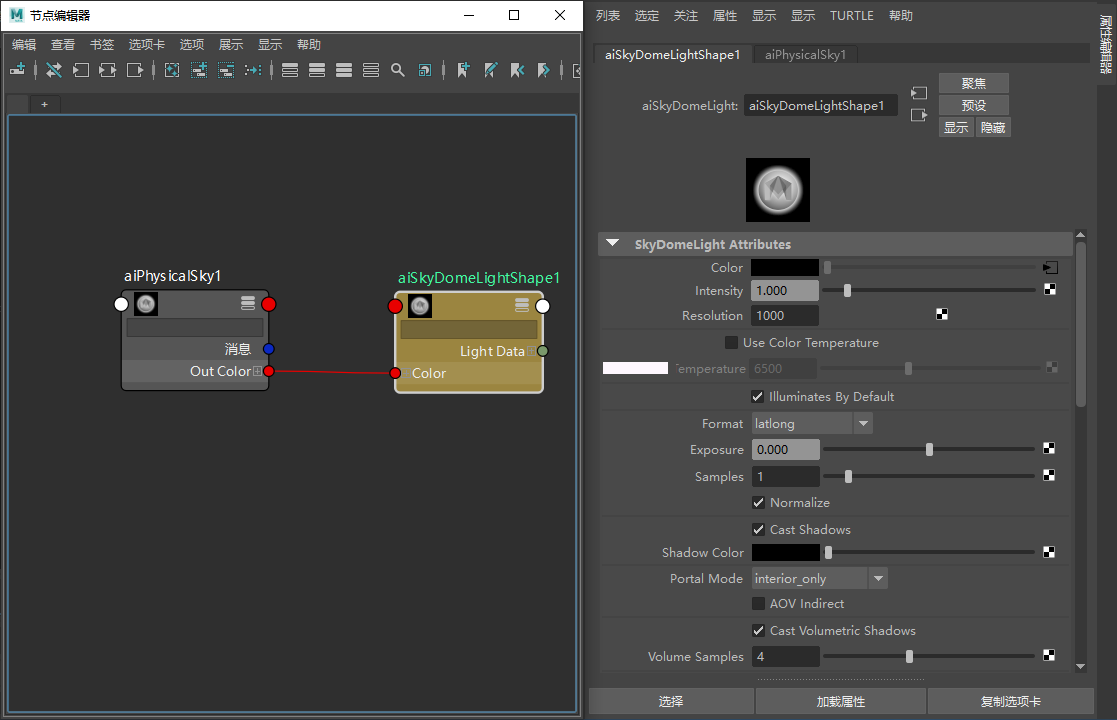 节点编辑器
编辑 查看 书签 选项卡 选项 展示 显示 帮助
+
aiPhysicalSky1
消息
Out Color
aiSkyDomeLightShape1
Light Data
Color
列表 选定 关注 属性 显示 显示 TURTLE 帮助
属性编辑器
aiSkyDomeLightShape1 aiPhysicalSky1
aiSkyDomeLight: aiSkyDomeLightShape1
聚焦
预设
显示 隐藏
SkyDomeLight Attributes
Color
Intensity 1.000
Resolution 1000
Use Color Temperature
Temperature 6500
Illuminates By Default
Format latlong
Exposure 0.000
Samples 1
Normalize
Cast Shadows
Shadow Color
Portal Mode interior_only
AOV Indirect
Cast Volumetric Shadows
Volume Samples 4
选择 加载属性 复制选项卡